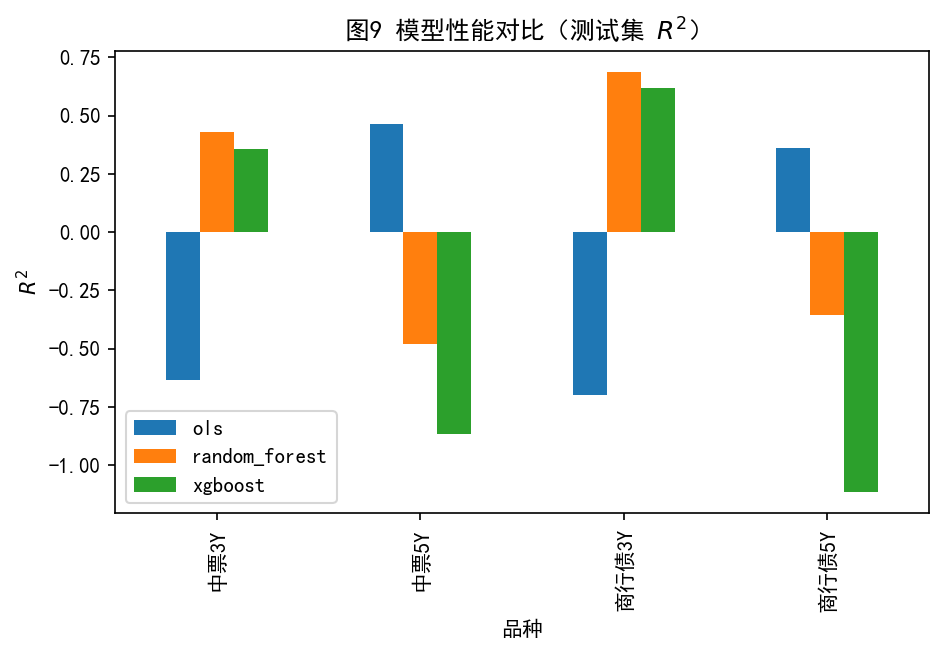 图9 模型性能对比（测试集 R²）
R²
0.75
0.50
0.25
0.00
−0.25
−0.50
−0.75
−1.00
ols
random_forest
xgboost
中票3Y
中票5Y
商行债3Y
商行债5Y
品种